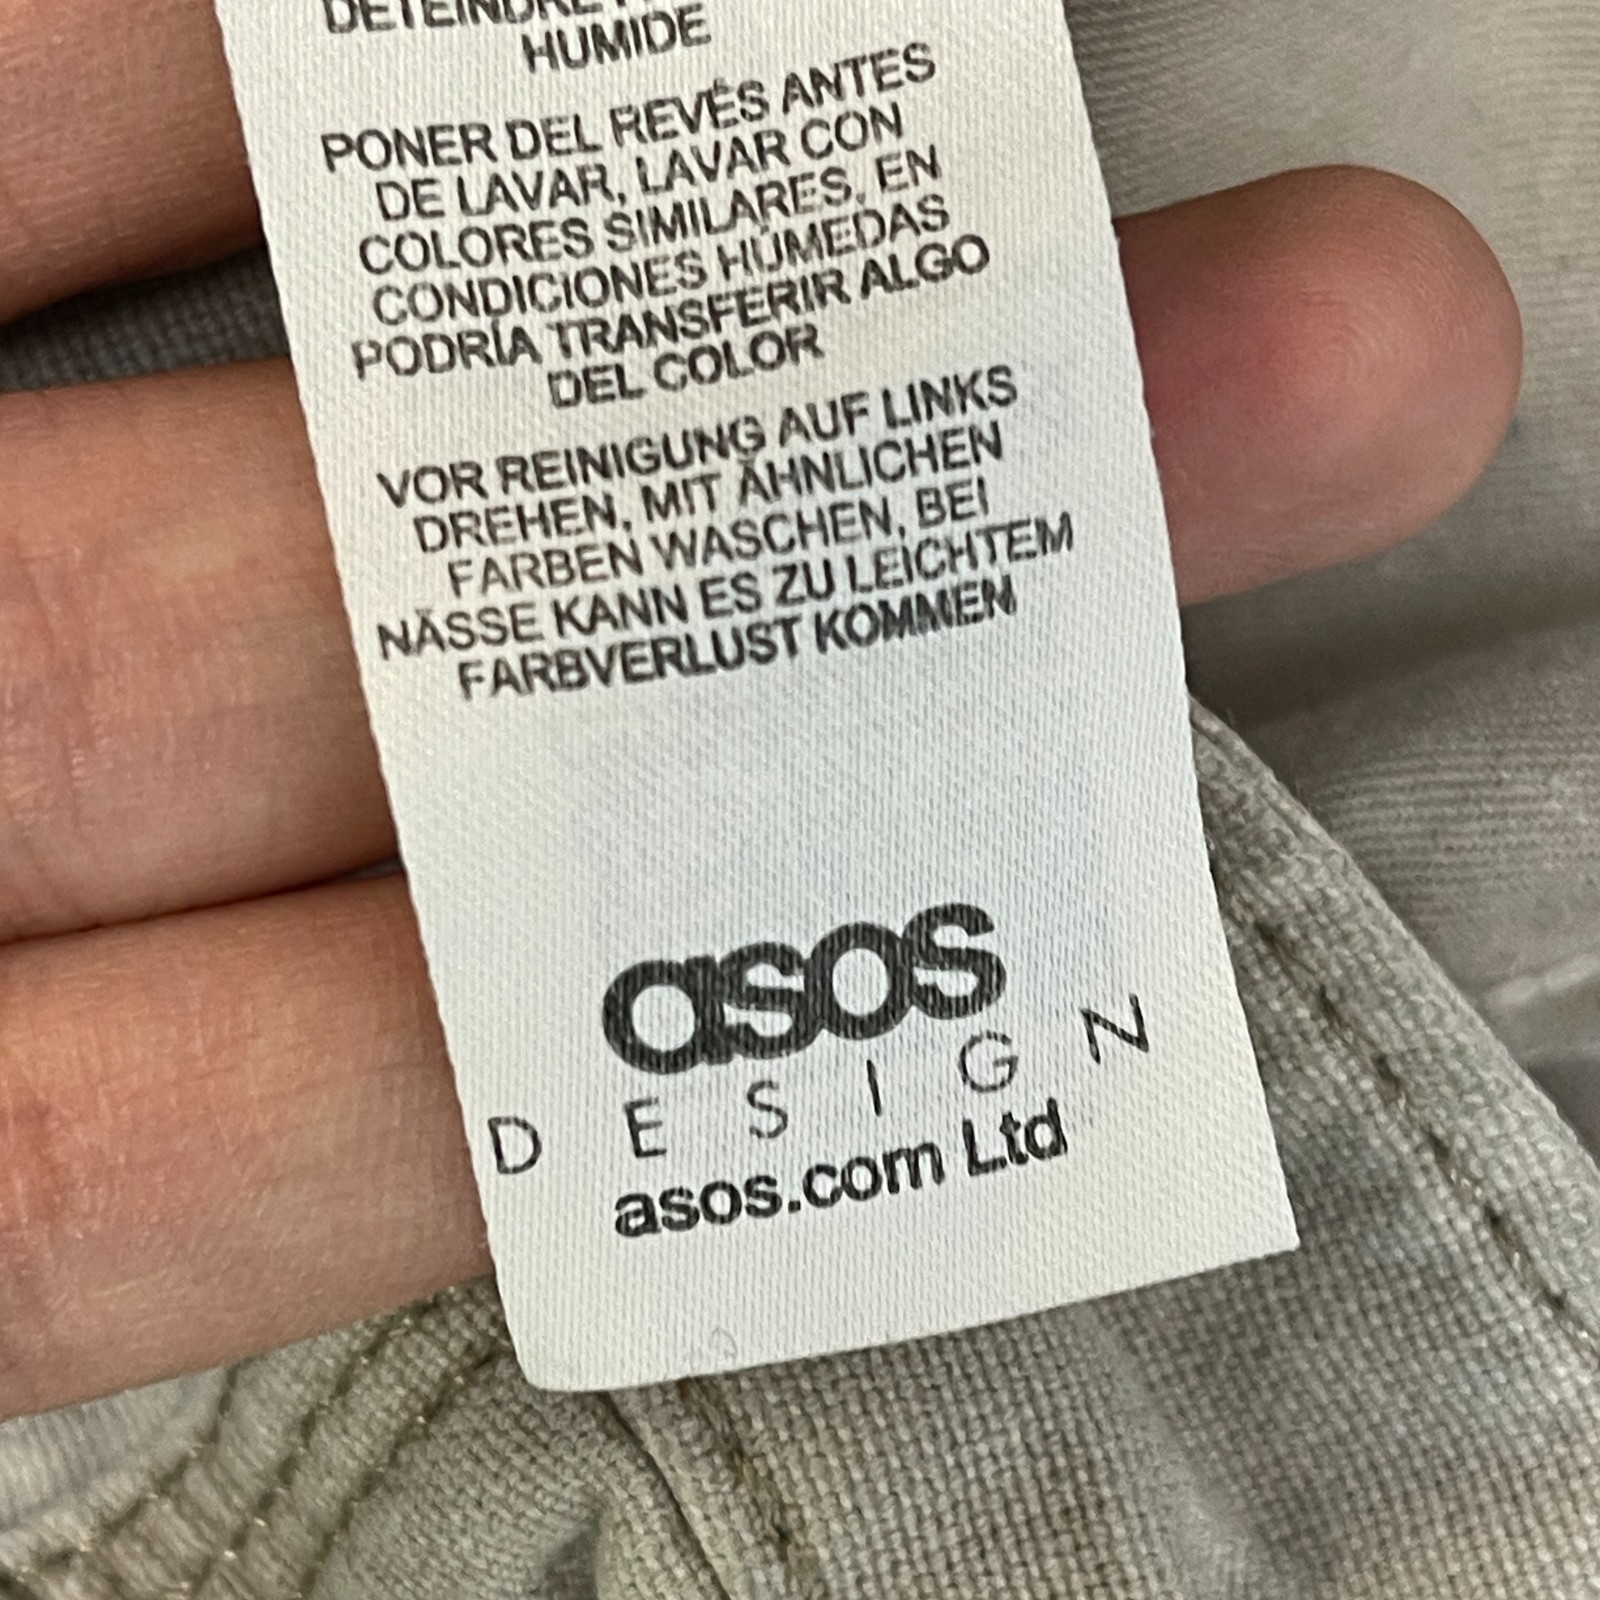 HUMIDE
PONER DEL REVÉS ANTES
DE LAVAR, LAVAR CON
COLORES SIMILARES, EN
CONDICIONES HÚMEDAS
PODRÍA TRANSFERIR ALGO
DEL COLOR
VOR REINIGUNG AUF LINKS
DREHEN, MIT ÄHNLICHEN
FARBEN WASCHEN, BEI
NÄSSE KANN ES ZU LEICHTEM
FARBVERLUST KOMMEN
asos
DESIGN
asos.com Ltd